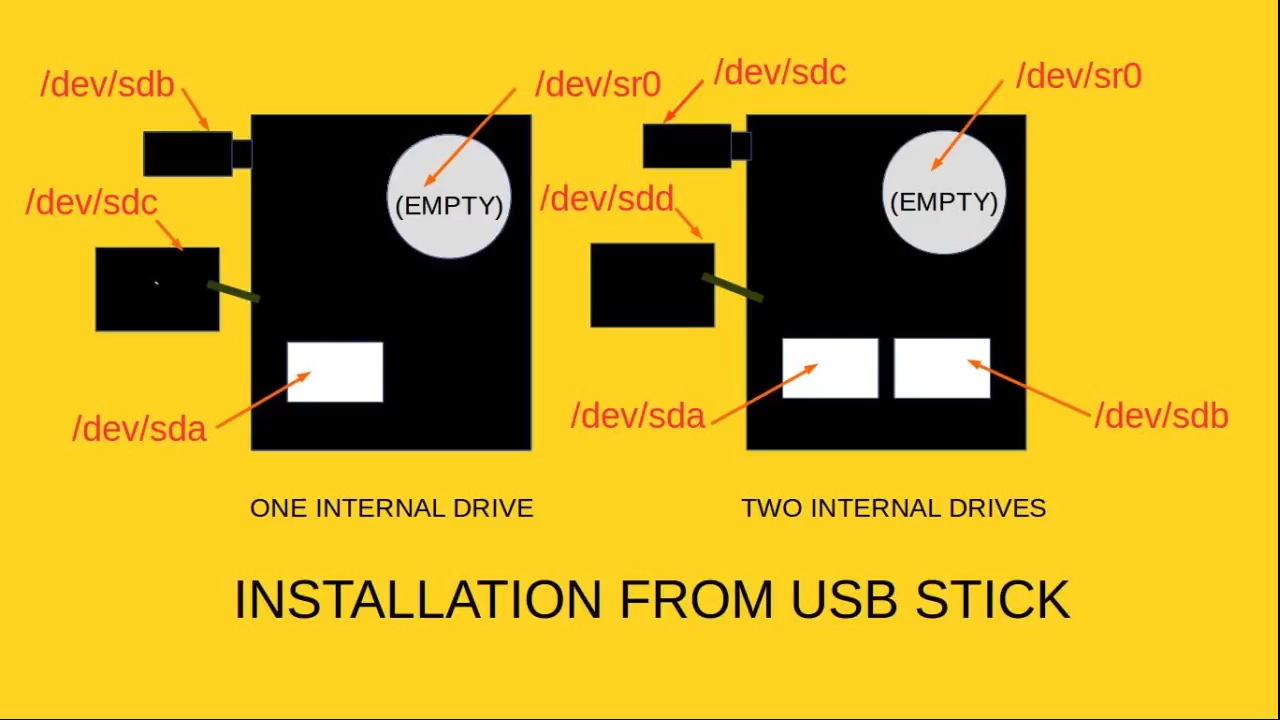 /dev/sdb
/dev/sr0
/dev/sdc
(EMPTY)
/dev/sda
ONE INTERNAL DRIVE
/dev/sdc
/dev/sr0
/dev/sdd
(EMPTY)
/dev/sda
/dev/sdb
TWO INTERNAL DRIVES
INSTALLATION FROM USB STICK